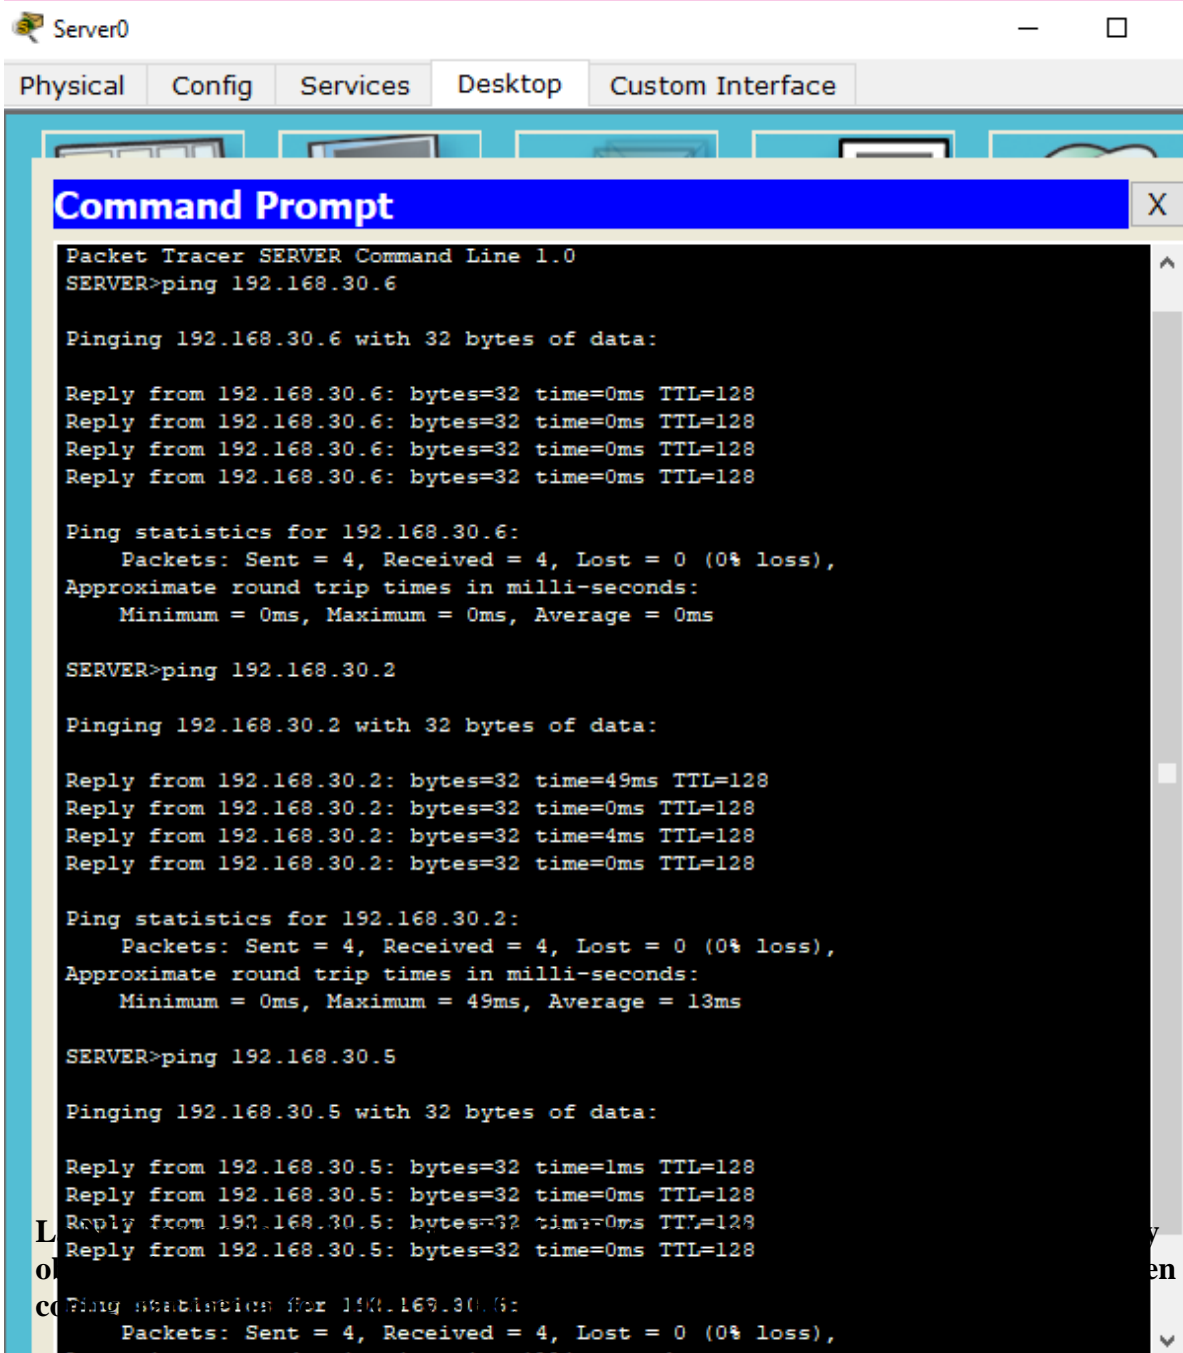 Server0
Physical Config Services Desktop Custom Interface
Command Prompt X
Packet Tracer SERVER Command Line 1.0
SERVER>ping 192.168.30.6
Pinging 192.168.30.6 with 32 bytes of data:
Reply from 192.168.30.6: bytes=32 time=0ms TTL=128
Reply from 192.168.30.6: bytes=32 time=0ms TTL=128
Reply from 192.168.30.6: bytes=32 time=0ms TTL=128
Reply from 192.168.30.6: bytes=32 time=0ms TTL=128
Ping statistics for 192.168.30.6:
Packets: Sent = 4, Received = 4, Lost = 0 (0% loss),
Approximate round trip times in milli-seconds:
Minimum = 0ms, Maximum = 0ms, Average = 0ms
SERVER>ping 192.168.30.2
Pinging 192.168.30.2 with 32 bytes of data:
Reply from 192.168.30.2: bytes=32 time=49ms TTL=128
Reply from 192.168.30.2: bytes=32 time=0ms TTL=128
Reply from 192.168.30.2: bytes=32 time=4ms TTL=128
Reply from 192.168.30.2: bytes=32 time=0ms TTL=128
Ping statistics for 192.168.30.2:
Packets: Sent = 4, Received = 4, Lost = 0 (0% loss),
Approximate round trip times in milli-seconds:
Minimum = 0ms, Maximum = 49ms, Average = 13ms
SERVER>ping 192.168.30.5
Pinging 192.168.30.5 with 32 bytes of data:
Reply from 192.168.30.5: bytes=32 time=1ms TTL=128
Reply from 192.168.30.5: bytes=32 time=0ms TTL=128
Reply from 192.168.30.5: bytes=32 time=0ms TTL=128
Reply from 192.168.30.5: bytes=32 time=0ms TTL=128
Ping statistics for
Packets: Sent = 4, Received = 4, Lost = 0 (0% loss),